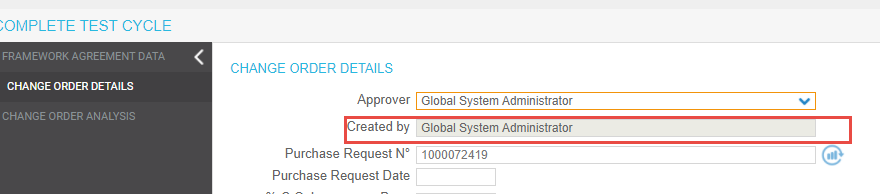 COMPLETE TEST CYCLE
FRAMEWORK AGREEMENT DATA
CHANGE ORDER DETAILS
CHANGE ORDER ANALYSIS
CHANGE ORDER DETAILS
Approver Global System Administrator
Created by Global System Administrator
Purchase Request N° 1000072419
Purchase Request Date